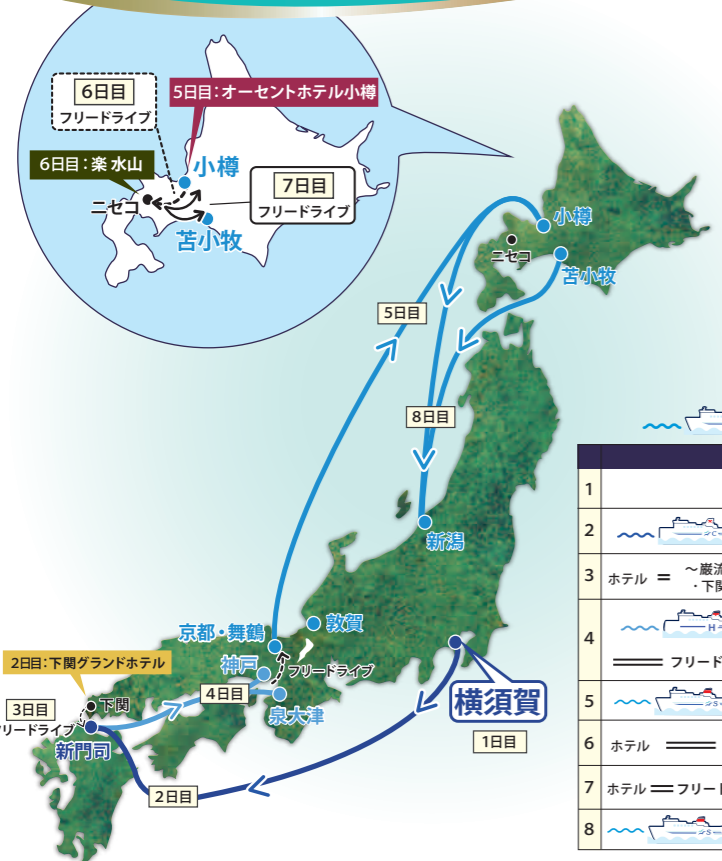 6日目
フリードライブ
5日目：オーセントホテル小樽
6日目：楽 水山
小樽
ニセコ
7日目
フリードライブ
苫小牧
小樽
ニセコ
苫小牧
5日目
8日目
新潟
敦賀
京都・舞鶴
神戸
フリードライブ
2日目：下関グランドホテル
4日目
泉大津
下関
3日目
フリードライブ
新門司
横須賀
1日目
2日目
1
2
3 ホテル ＝ ～巌流
・下関
4
H
フリード
5
6 ホテル
7 ホテル ＝ フリー
8